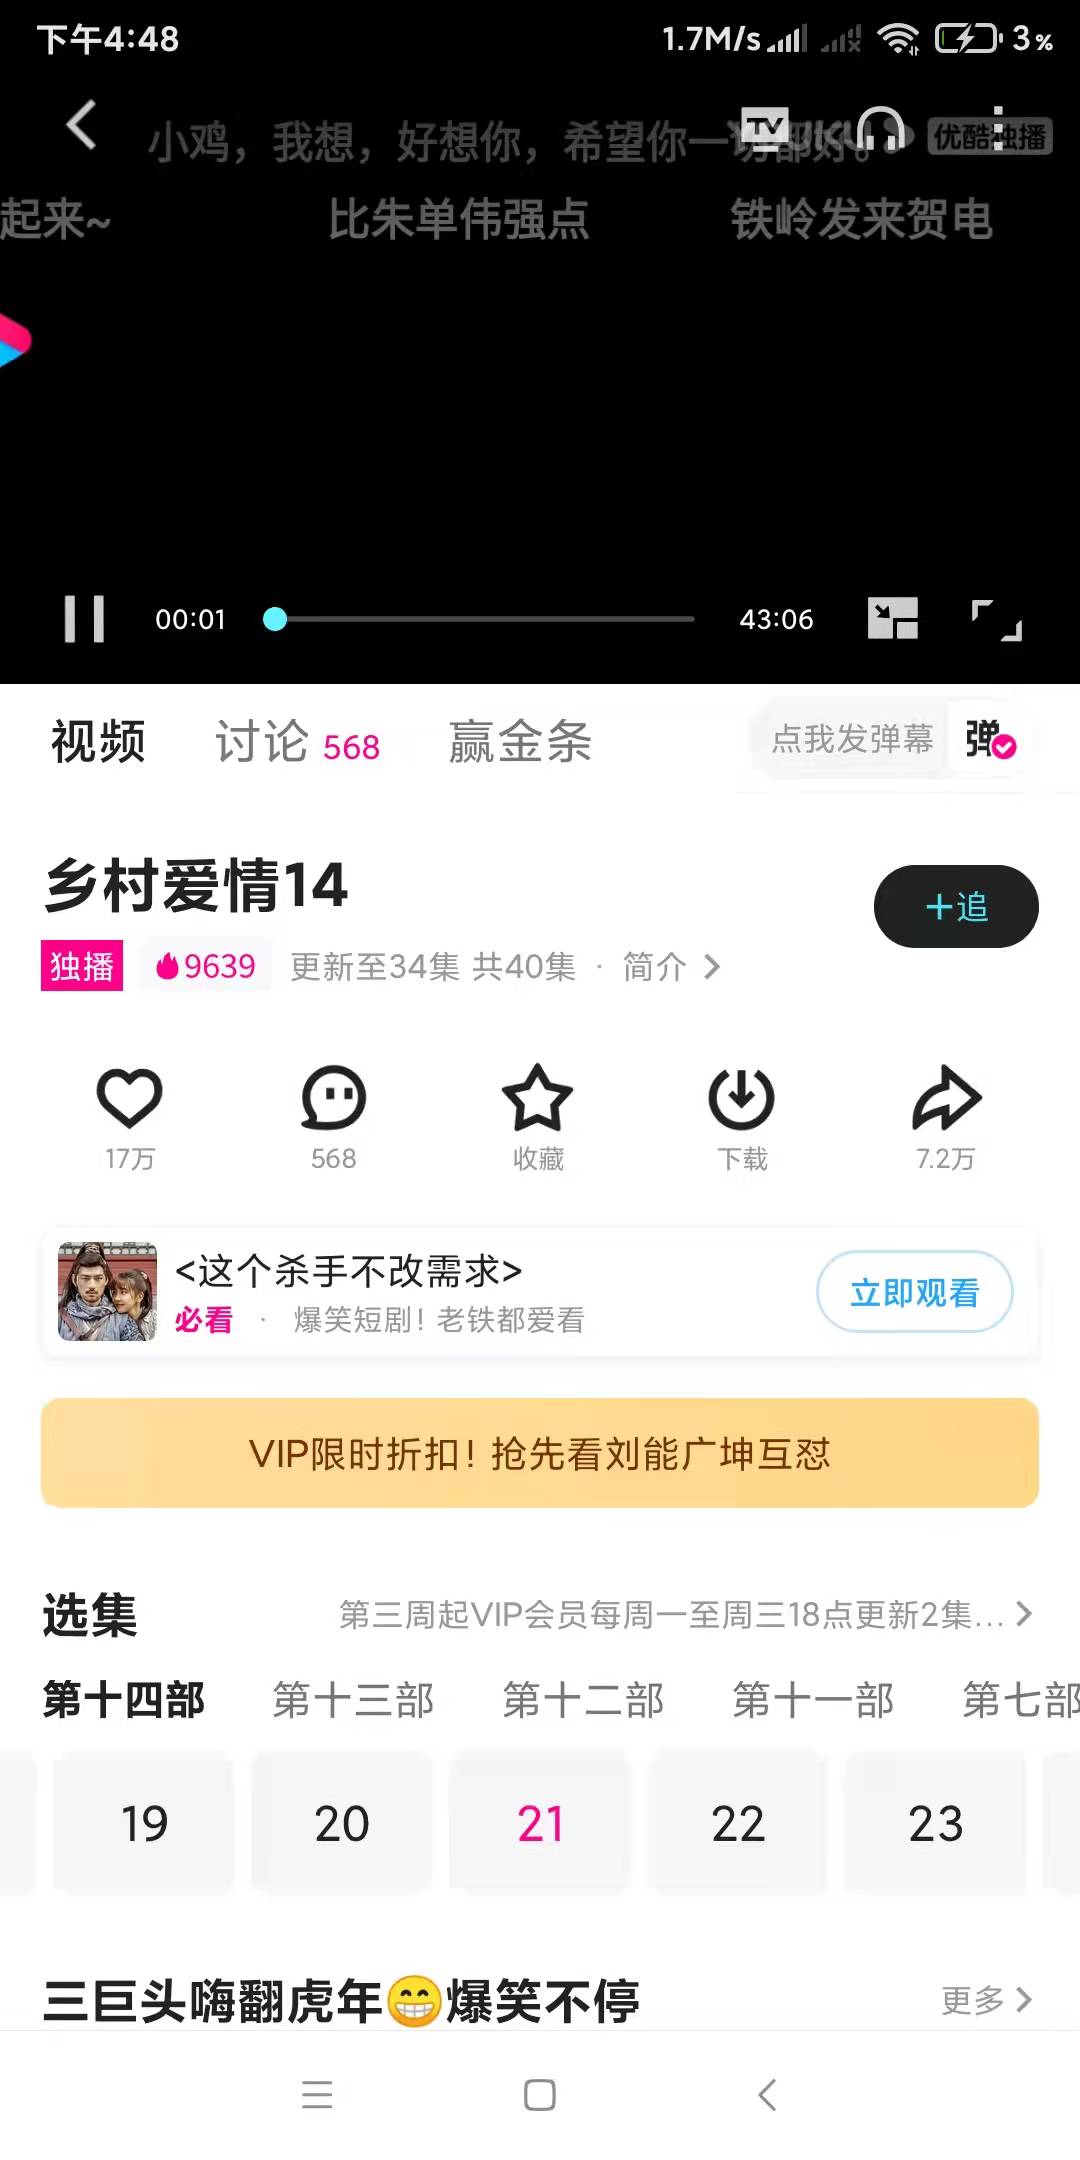 下午4:48
1.7M/s
3%
小鸡，我想，好想你，希望你一切都好。
TV
优酷独播
起来~
比朱单伟强点
铁岭发来贺电
00:01
43:06
视频
讨论 568
赢金条
点我发弹幕
弹
乡村爱情14
+追
独播
9639
更新至34集 共40集 · 简介
17万
568
收藏
下载
7.2万
<这个杀手不改需求>
必看 · 爆笑短剧！老铁都爱看
立即观看
VIP限时折扣！抢先看刘能广坤互怼
选集
第三周起VIP会员每周一至周三18点更新2集...
第十四部
第十三部
第十二部
第十一部
第七部
19
20
21
22
23
三巨头嗨翻虎年😁爆笑不停
更多